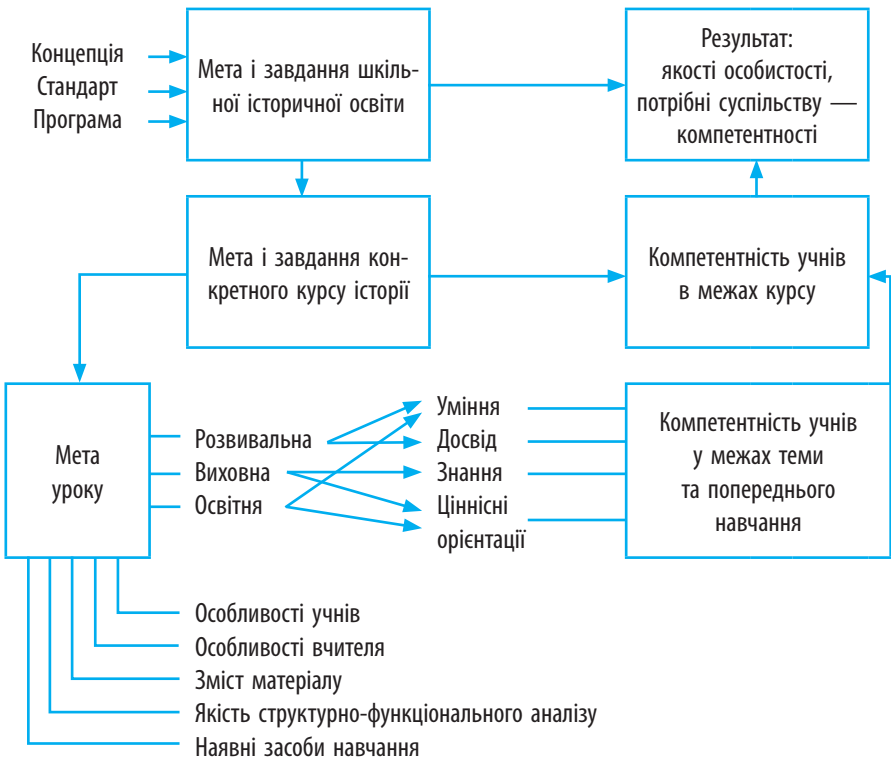 Концепція
Стандарт
Програма
Мета і завдання шкіль-
ної історичної освіти
Результат:
якості особистості,
потрібні суспільству —
компетентності
Мета і завдання кон-
кретного курсу історії
Компетентність учнів
в межах курсу
Мета
уроку
Розвивальна
Виховна
Освітня
Уміння
Досвід
Знання
Ціннісні
орієнтації
Компетентність учнів
у межах теми
та попереднього
навчання
Особливості учнів
Особливості вчителя
Зміст матеріалу
Якість структурно-функціонального аналізу
Наявні засоби навчання